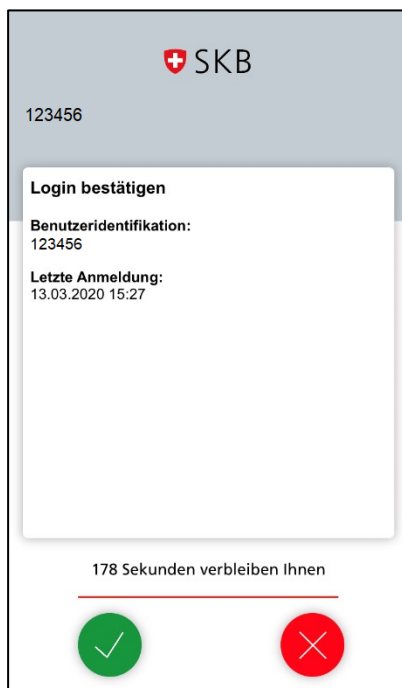 SKB
123456
Login bestätigen
Benutzeridentifikation:
123456
Letzte Anmeldung:
13.03.2020 15:27
178 Sekunden verbleiben Ihnen